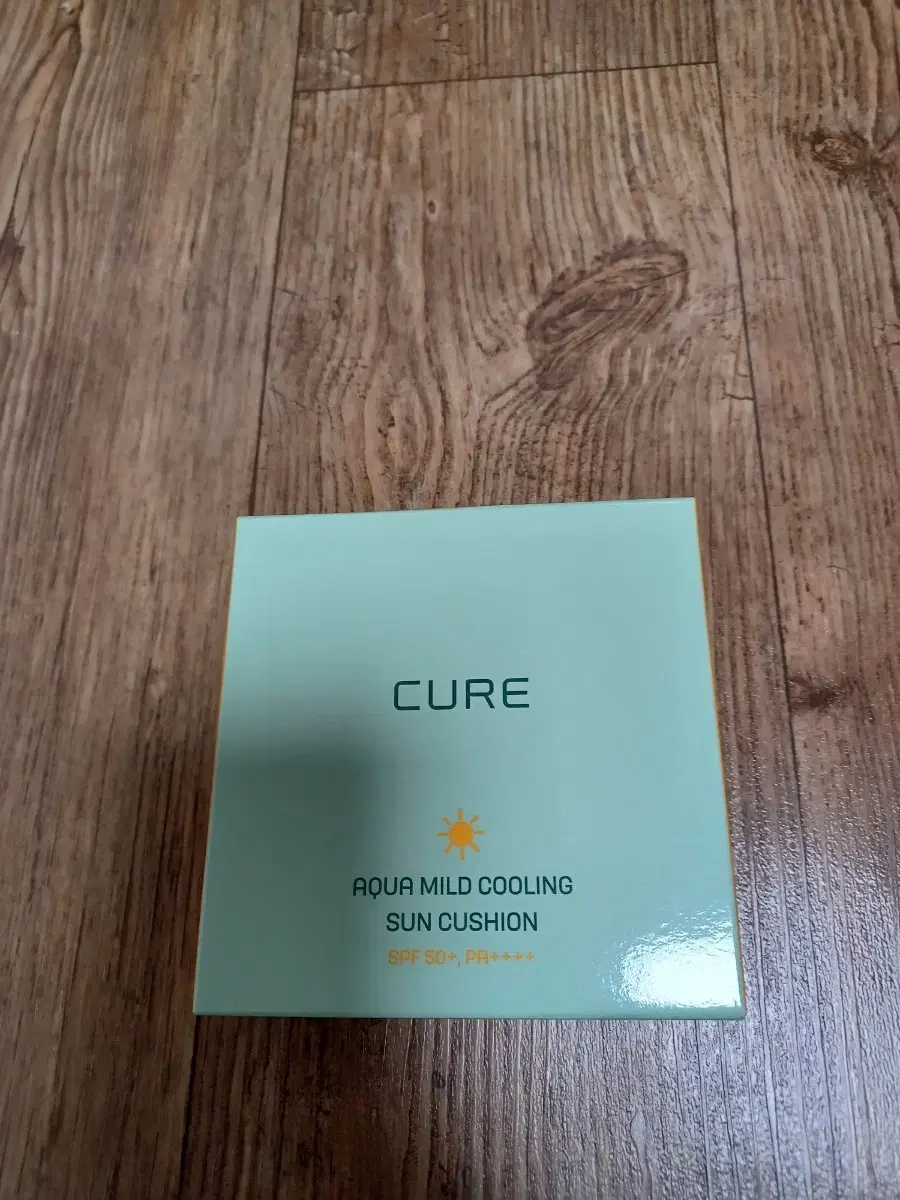 CURE
AQUA MILD COOLING
SUN CUSHION
SPF 50+, PA++++